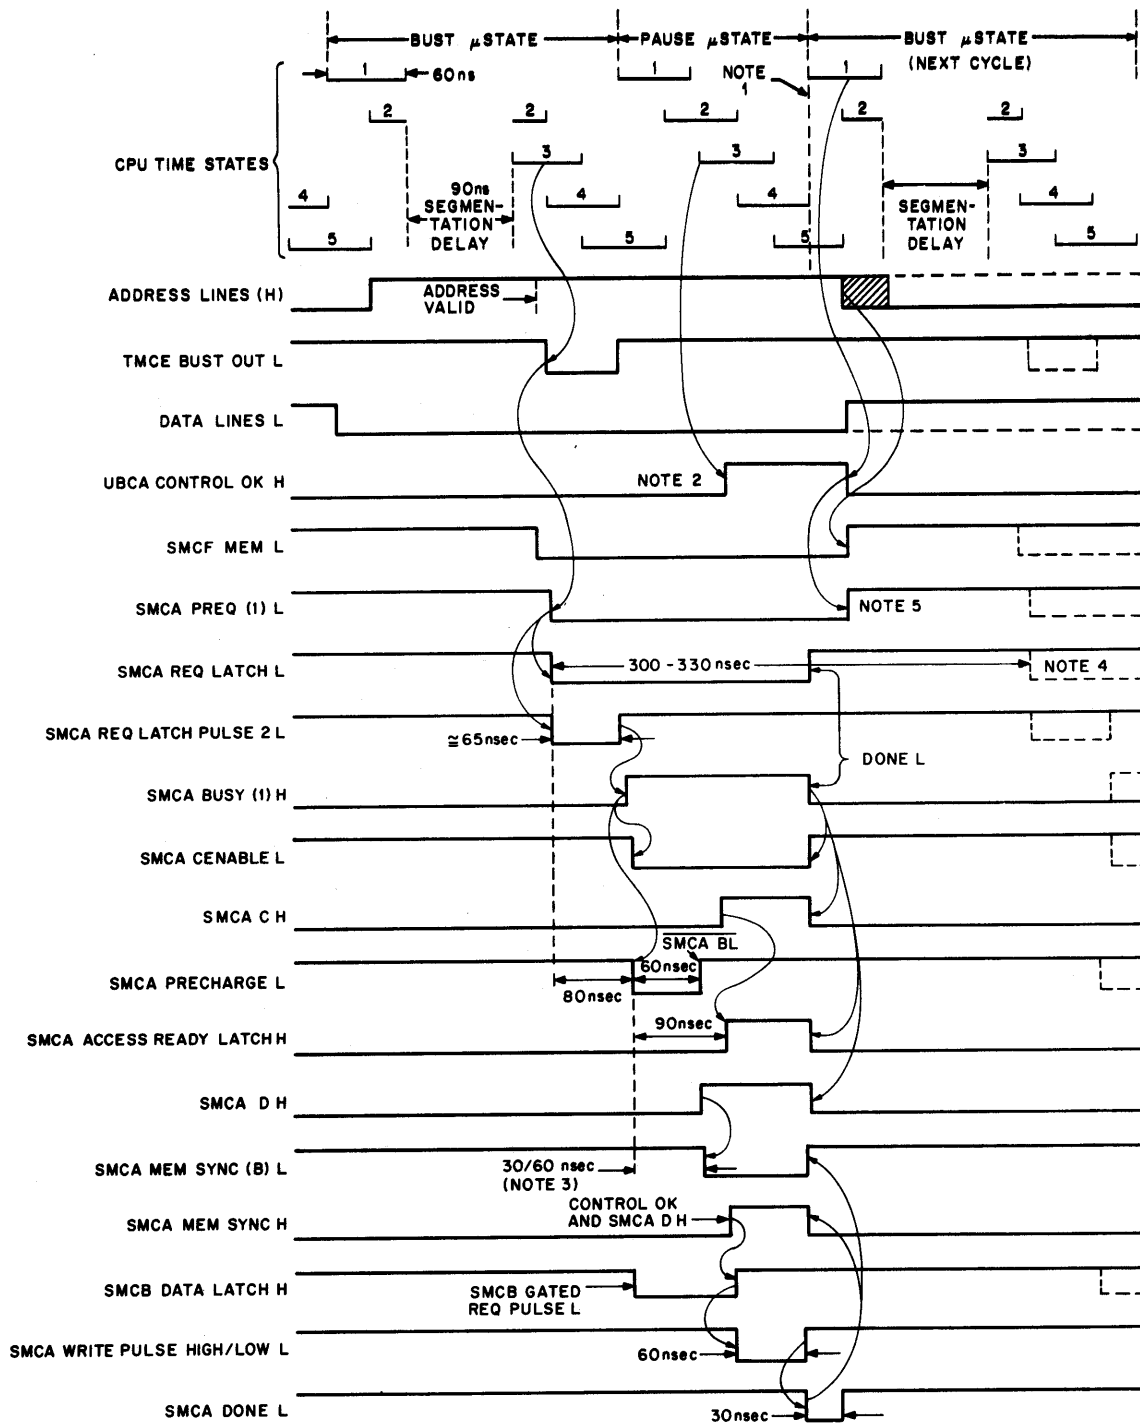 BUST µSTATE
PAUSE µSTATE
BUST µSTATE
(NEXT CYCLE)
1
60ns
1
NOTE
1
1
2
2
2
2
2
CPU TIME STATES
3
3
3
4
90ns
SEGMEN-
TATION
DELAY
4
4
SEGMEN-
TATION
DELAY
4
5
5
5
5
ADDRESS LINES (H)
ADDRESS
VALID
TMCE BUST OUT L
DATA LINES L
UBCA CONTROL OK H
NOTE 2
SMCF MEM L
SMCA PREQ (1) L
NOTE 5
SMCA REQ LATCH L
300-330nsec
NOTE 4
SMCA REQ LATCH PULSE 2 L
≅65nsec
DONE L
SMCA BUSY (1) H
SMCA CENABLE L
SMCA C H
SMCA BL
SMCA PRECHARGE L
60nsec
80nsec
SMCA ACCESS READY LATCH H
90nsec
SMCA D H
SMCA MEM SYNC (B) L
30/60 nsec
(NOTE 3)
SMCA MEM SYNC H
CONTROL OK
AND SMCA D H
SMCB DATA LATCH H
SMCB GATED
REQ PULSE L
SMCA WRITE PULSE HIGH/LOW L
60nsec
SMCA DONE L
30nsec